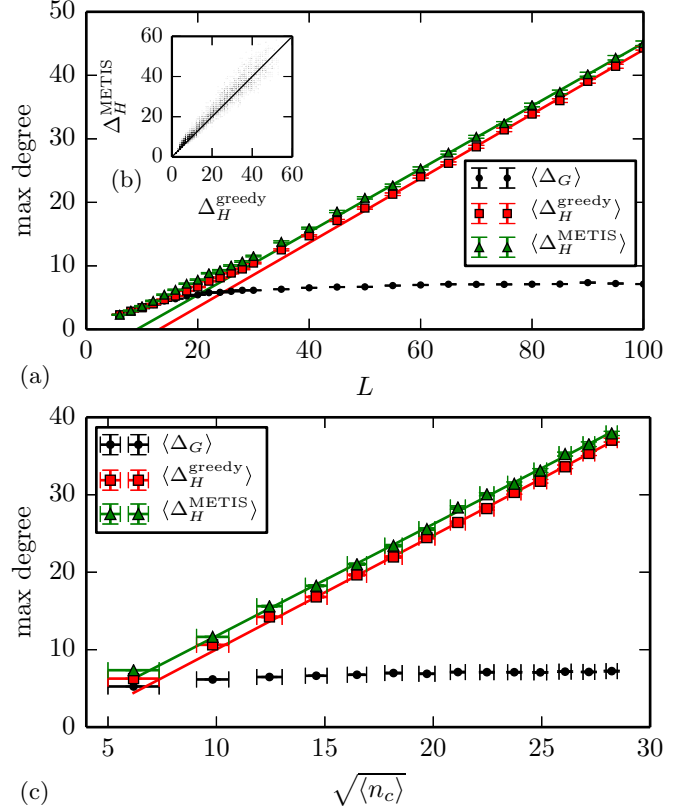 50
40
30
20
10
0
max degree
0 20 40 60 80 100
L
(a)
60
40
20
0
0 20 40 60
Δ_H^METIS
Δ_H^greedy
(b)
⟨Δ_G⟩
⟨Δ_H^greedy⟩
⟨Δ_H^METIS⟩
40
30
20
10
0
max degree
5 10 15 20 25 30
√⟨n_c⟩
(c)
⟨Δ_G⟩
⟨Δ_H^greedy⟩
⟨Δ_H^METIS⟩